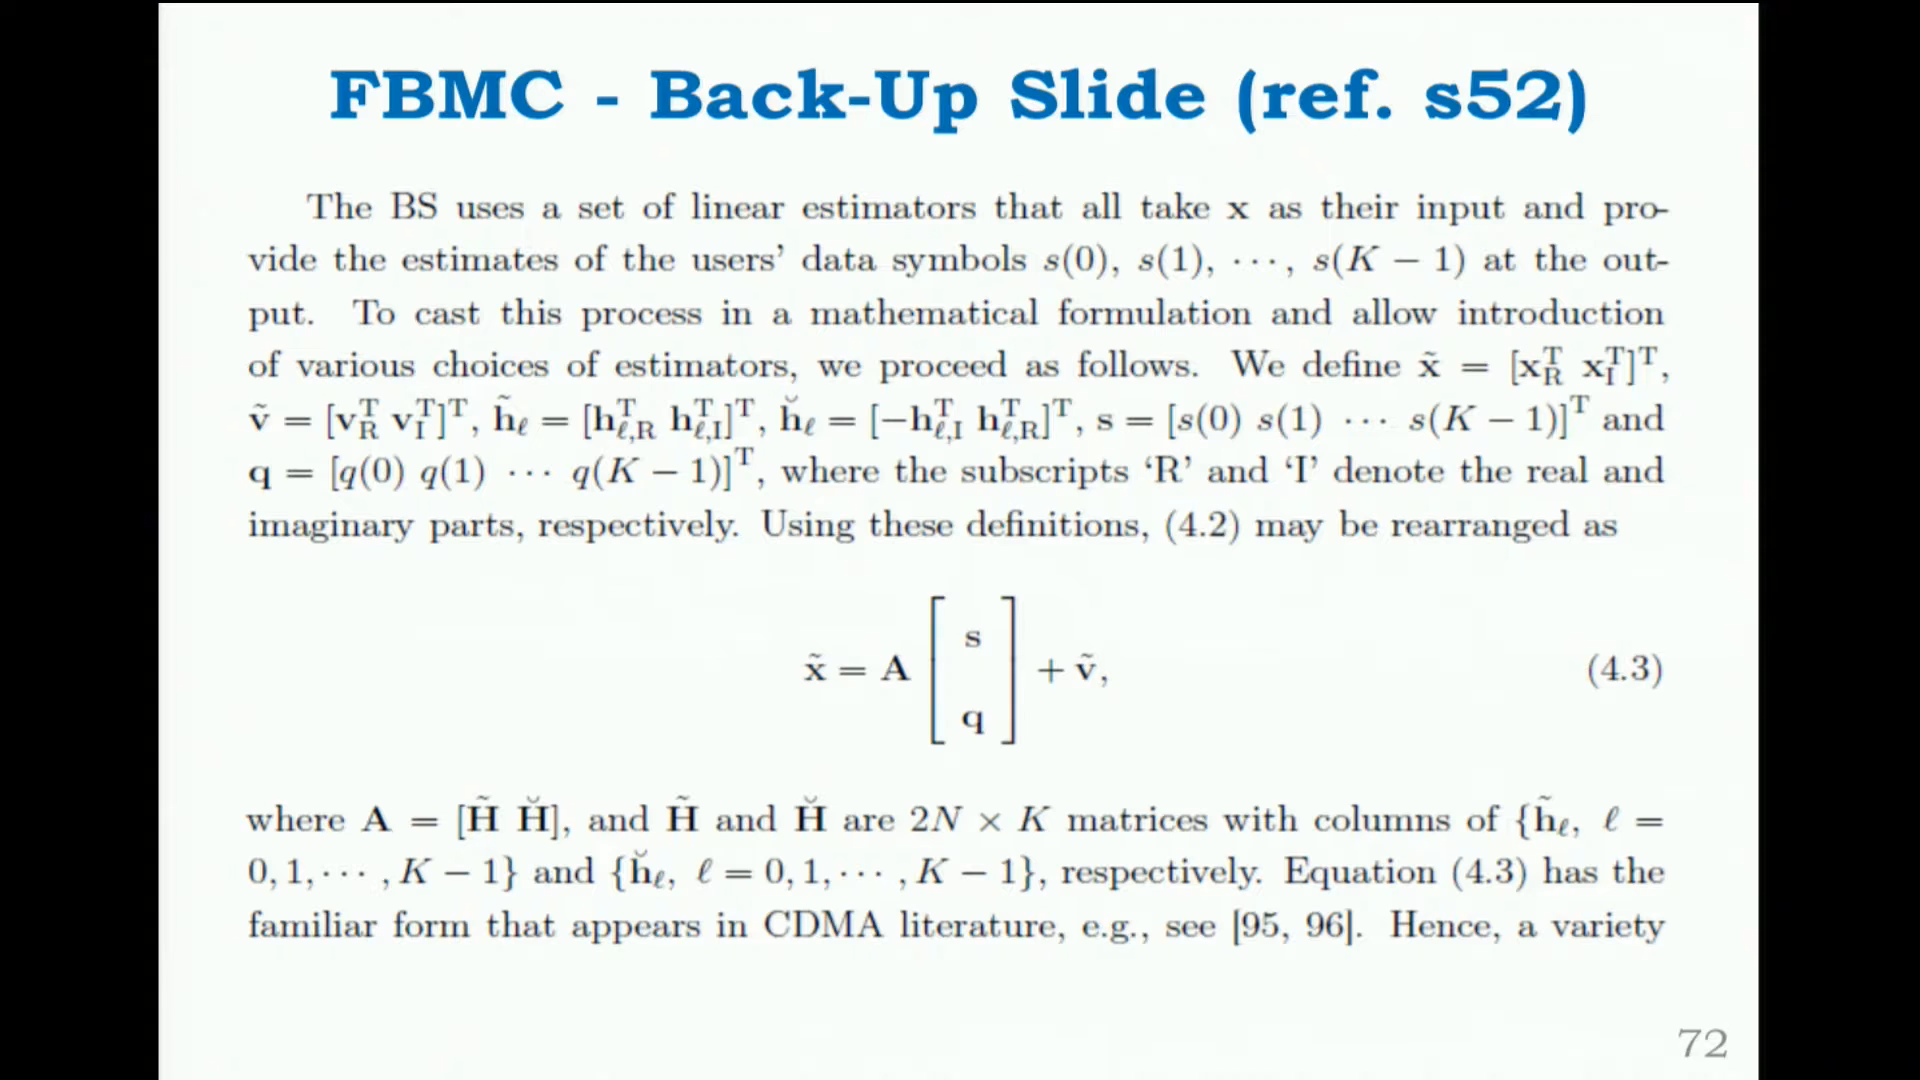 FBMC - Back-Up Slide (ref. s52)
The BS uses a set of linear estimators that all take x as their input and pro-
vide the estimates of the users’ data symbols s(0), s(1), ⋯, s(K − 1) at the out-
put. To cast this process in a mathematical formulation and allow introduction
of various choices of estimators, we proceed as follows. We define x̃ = [x_R^T x_I^T]^T,
ṽ = [v_R^T v_I^T]^T, h̃_ℓ = [h_{ℓ,R}^T h_{ℓ,I}^T]^T, h̆_ℓ = [−h_{ℓ,I}^T h_{ℓ,R}^T]^T, s = [s(0) s(1) ⋯ s(K − 1)]^T and
q = [q(0) q(1) ⋯ q(K − 1)]^T, where the subscripts ‘R’ and ‘I’ denote the real and
imaginary parts, respectively. Using these definitions, (4.2) may be rearranged as
x̃ = A [s q] + ṽ, (4.3)
where A = [H̃ H̆], and H̃ and H̆ are 2N × K matrices with columns of {h̃_ℓ, ℓ =
0, 1, ⋯ , K − 1} and {h̆_ℓ, ℓ = 0, 1, ⋯ , K − 1}, respectively. Equation (4.3) has the
familiar form that appears in CDMA literature, e.g., see [95, 96]. Hence, a variety
72